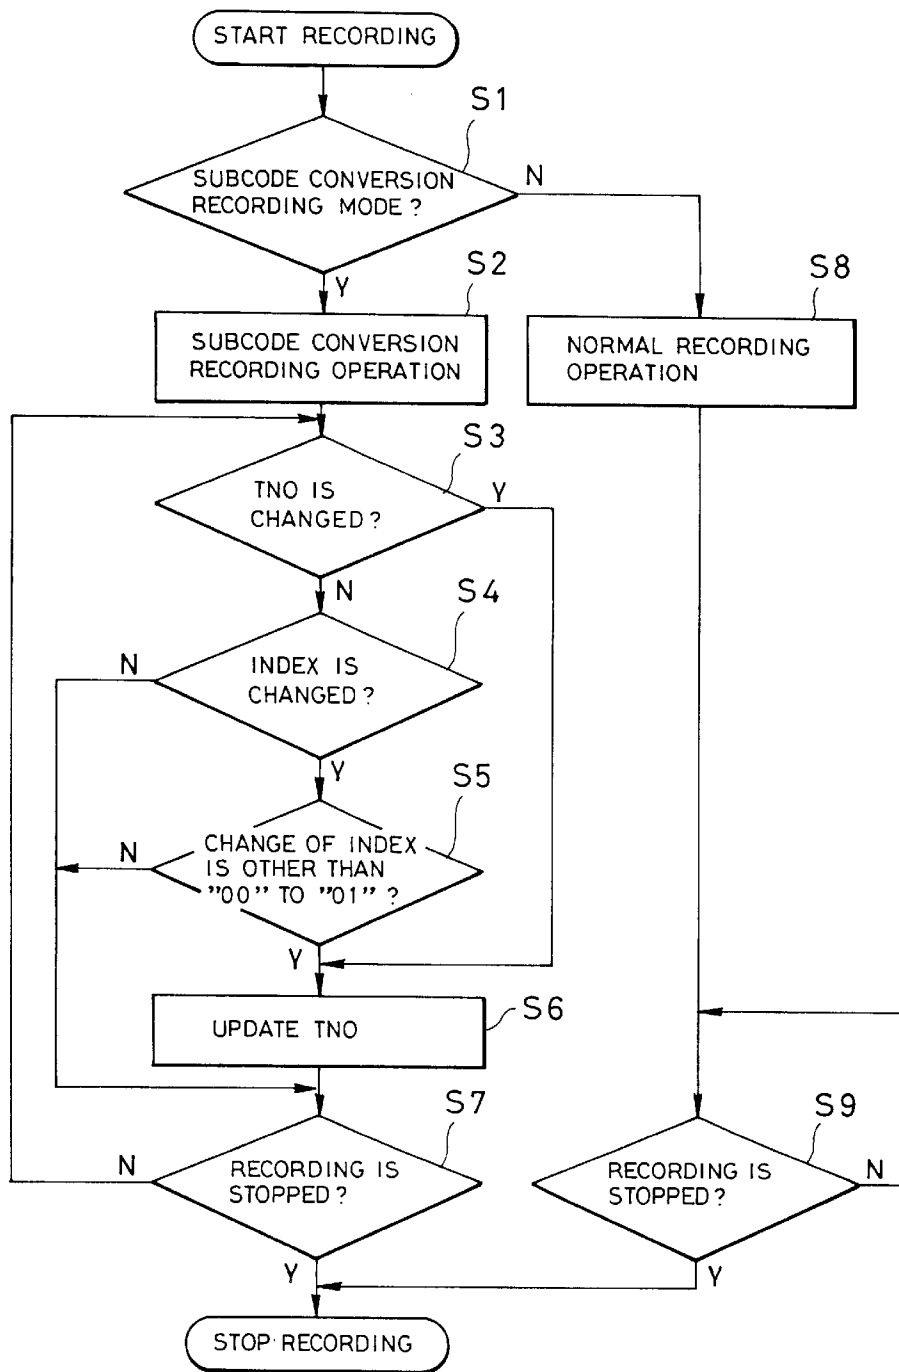 START RECORDING
S1
SUBCODE CONVERSION
RECORDING MODE?
N
Y
S2
SUBCODE CONVERSION
RECORDING OPERATION
S8
NORMAL RECORDING
OPERATION
S3
TNO IS
CHANGED?
Y
N
S4
INDEX IS
CHANGED?
N
Y
S5
CHANGE OF INDEX
IS OTHER THAN
"00" TO "01" ?
N
Y
S6
UPDATE TNO
S7
RECORDING IS
STOPPED?
N
Y
S9
RECORDING IS
STOPPED?
N
Y
STOP RECORDING